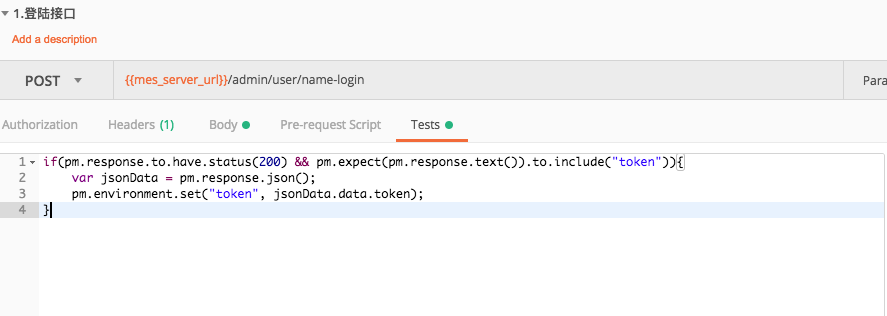 1.登陆接口
Add a description
POST {{mes_server_url}}/admin/user/name-login Para
Authorization Headers (1) Body Pre-request Script Tests
1 if(pm.response.to.have.status(200) && pm.expect(pm.response.text()).to.include("token")){
2 var jsonData = pm.response.json();
3 pm.environment.set("token", jsonData.data.token);
4 }